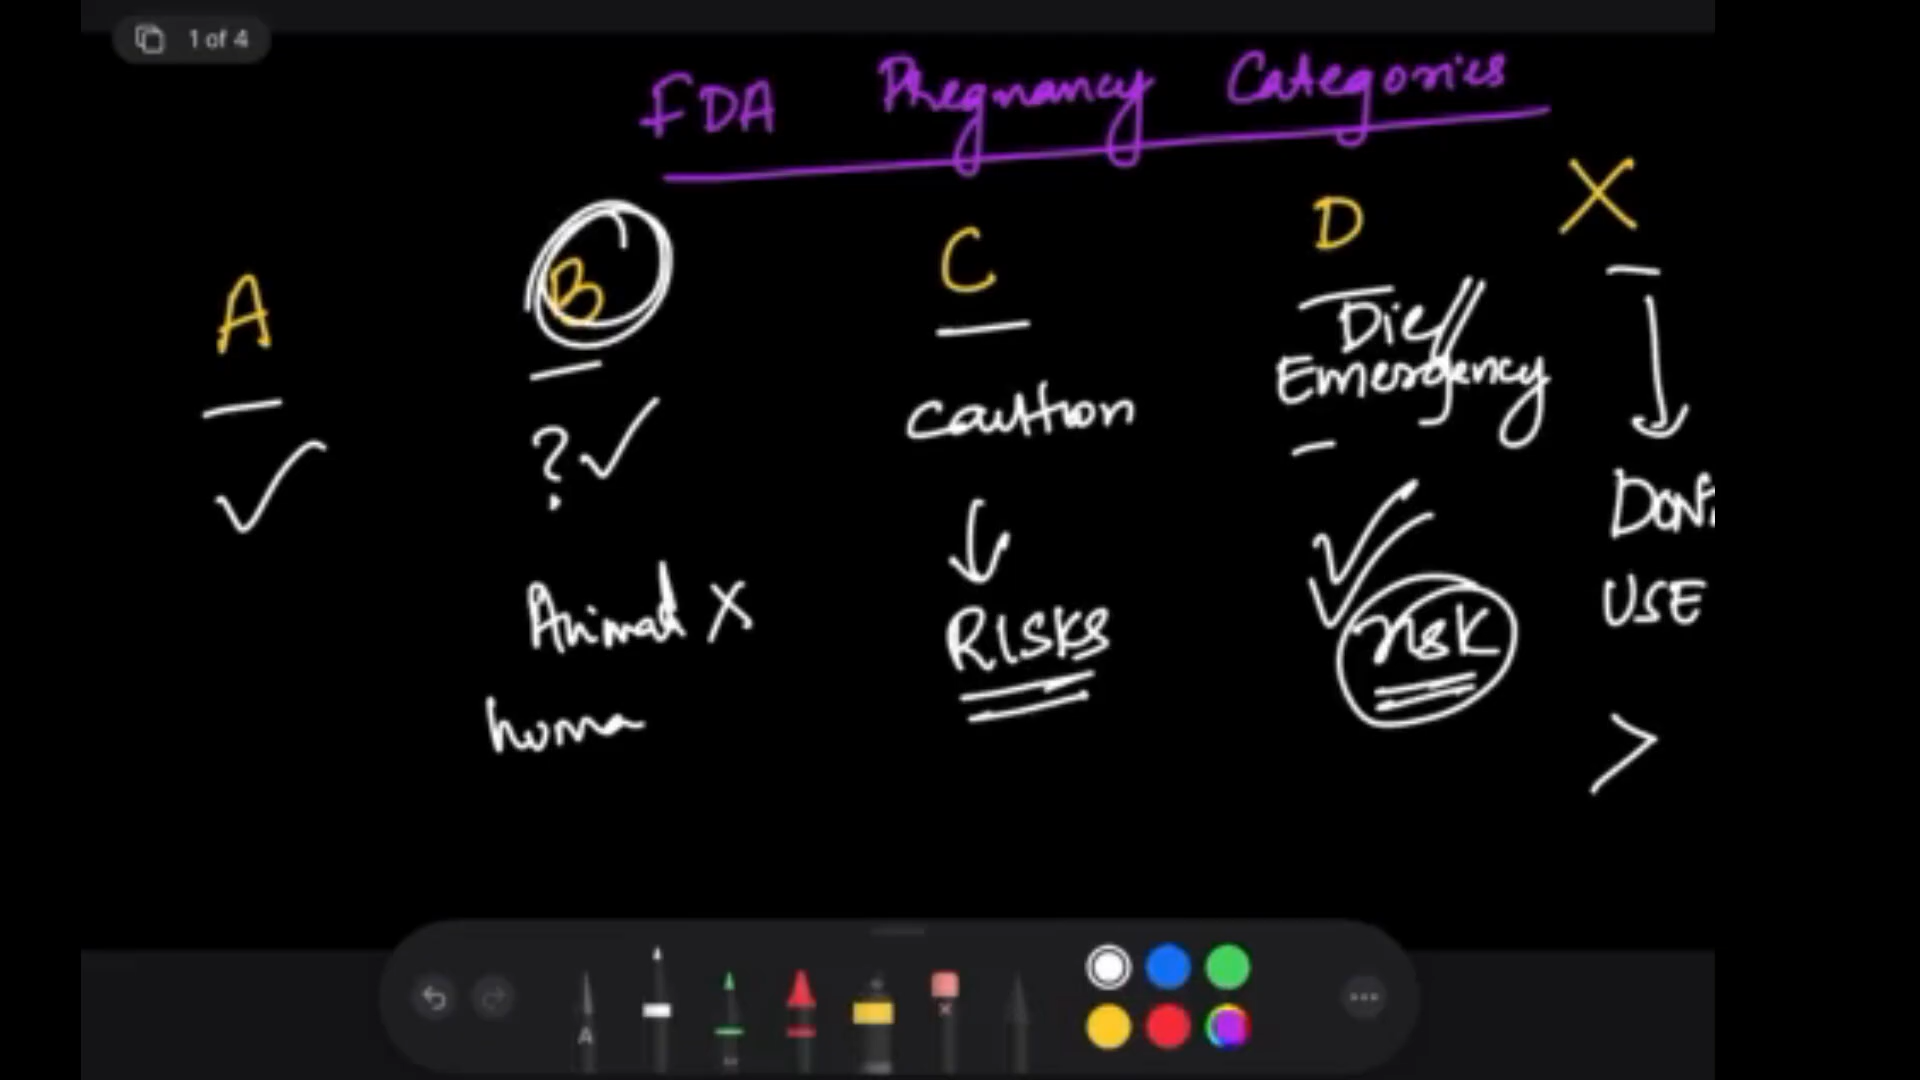 1 of 4
FDA Pregnancy Categories
A B C D X
Die
Emergency
caution
? 
DON'T
USE
Animal X
RISKS
risk
huma
A